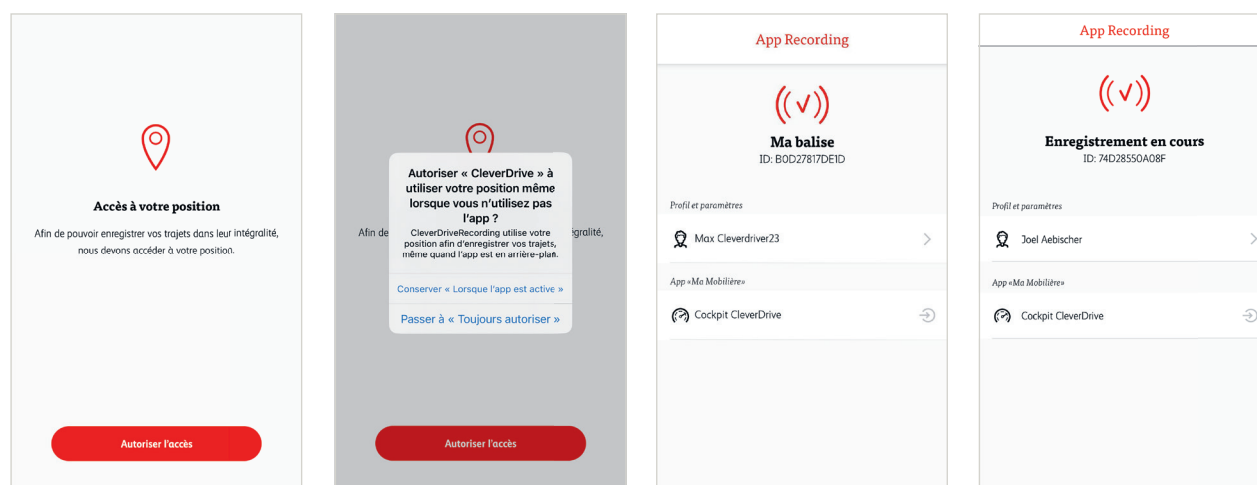 Accès à votre position
Afin de pouvoir enregistrer vos trajets dans leur intégralité,
nous devons accéder à votre position.
Autoriser l'accès
Autoriser « CleverDrive » à
utiliser votre position même
lorsque vous n'utilisez pas
l'app ?
Afin de
égralité,
CleverDriveRecording utilise votre
position afin d'enregistrer vos trajets,
même quand l'app est en arrière-plan.
Conserver « Lorsque l'app est active »
Passer à « Toujours autoriser »
Autoriser l'accès
App Recording
Ma balise
ID: B0D27817DE1D
Profil et paramètres
Max Cleverdriver23
App «Ma Mobilière»
Cockpit CleverDrive
App Recording
Enregistrement en cours
ID: 74D28550A08F
Profil et paramètres
Joel Aebischer
App «Ma Mobilière»
Cockpit CleverDrive